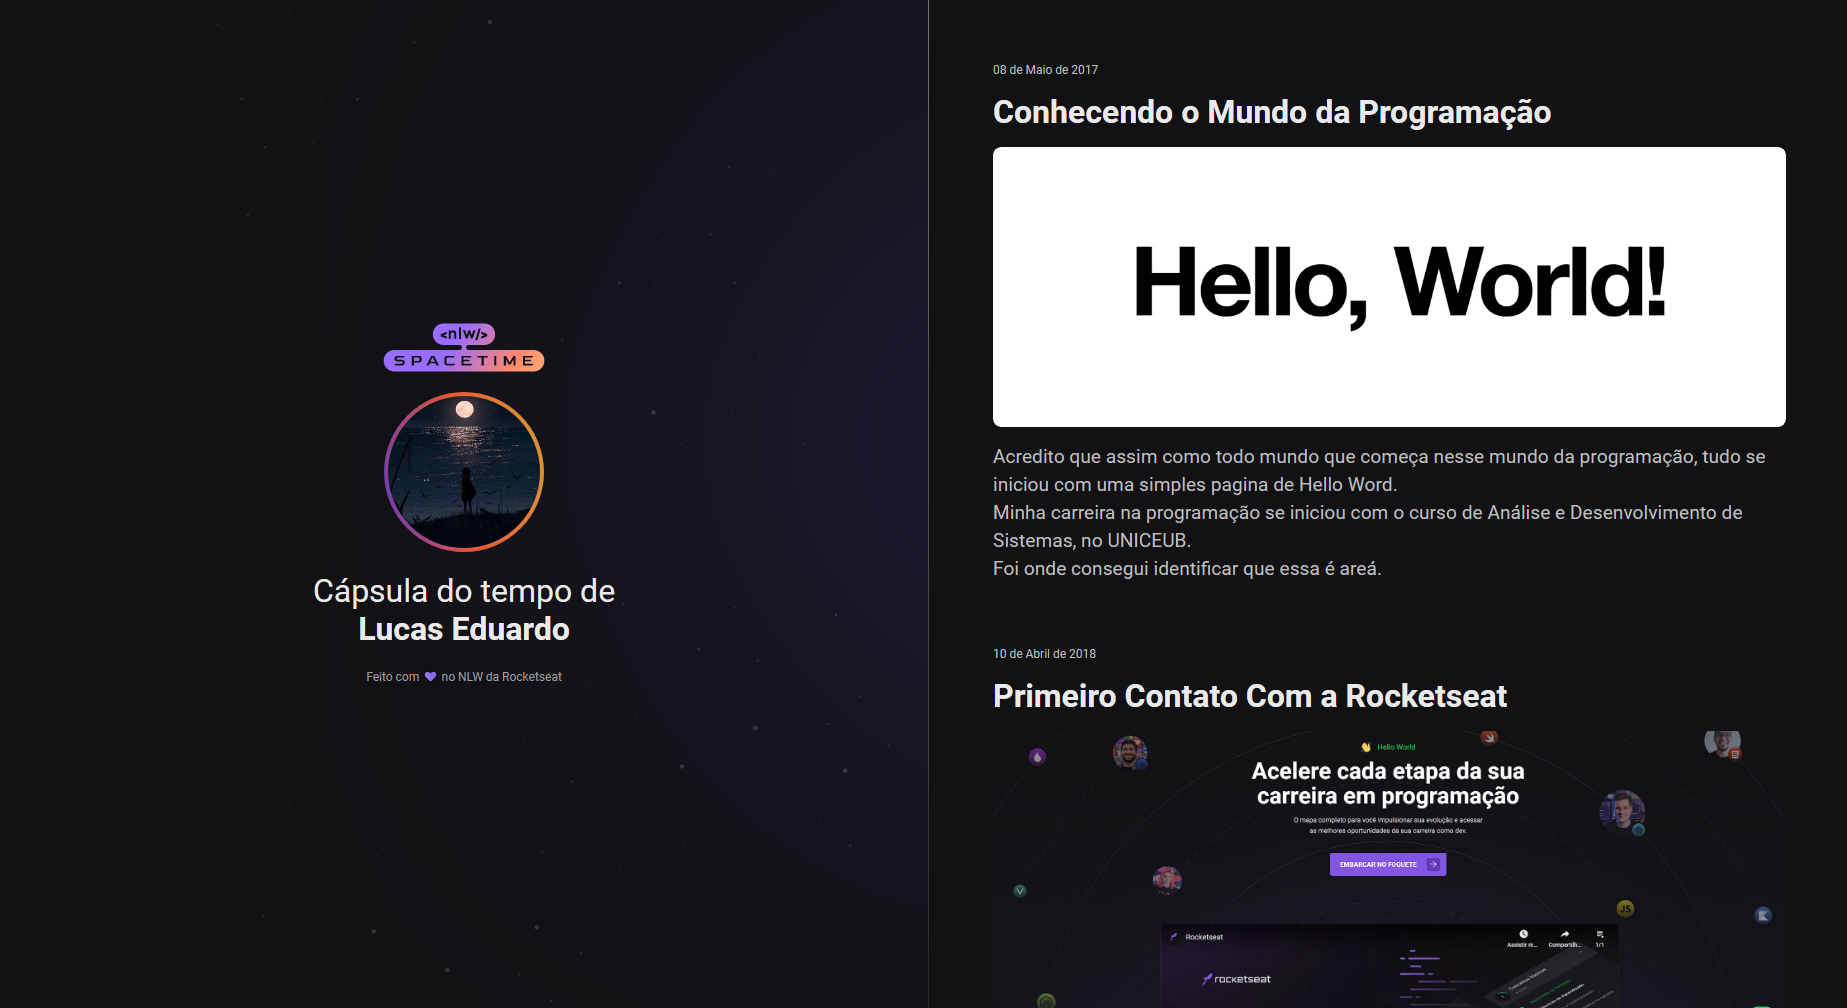 <nlw/>
SPACETIME
Cápsula do tempo de
Lucas Eduardo
Feito com 💜 no NLW da Rocketseat
08 de Maio de 2017
Conhecendo o Mundo da Programação
Hello, World!
Acredito que assim como todo mundo que começa nesse mundo da programação, tudo se
iniciou com uma simples pagina de Hello Word.
Minha carreira na programação se iniciou com o curso de Análise e Desenvolvimento de
Sistemas, no UNICEUB.
Foi onde consegui identificar que essa é areá.
10 de Abril de 2018
Primeiro Contato Com a Rocketseat
👋 Hello World
Acelere cada etapa da sua
carreira em programação
O mapa completo para você impulsionar sua evolução e acessar
as melhores oportunidades da sua carreira como dev.
EMBARCAR NO FOGUETE
JS
Rocketseat
Assistir m...
Compartilh...
1/1
rocketseat